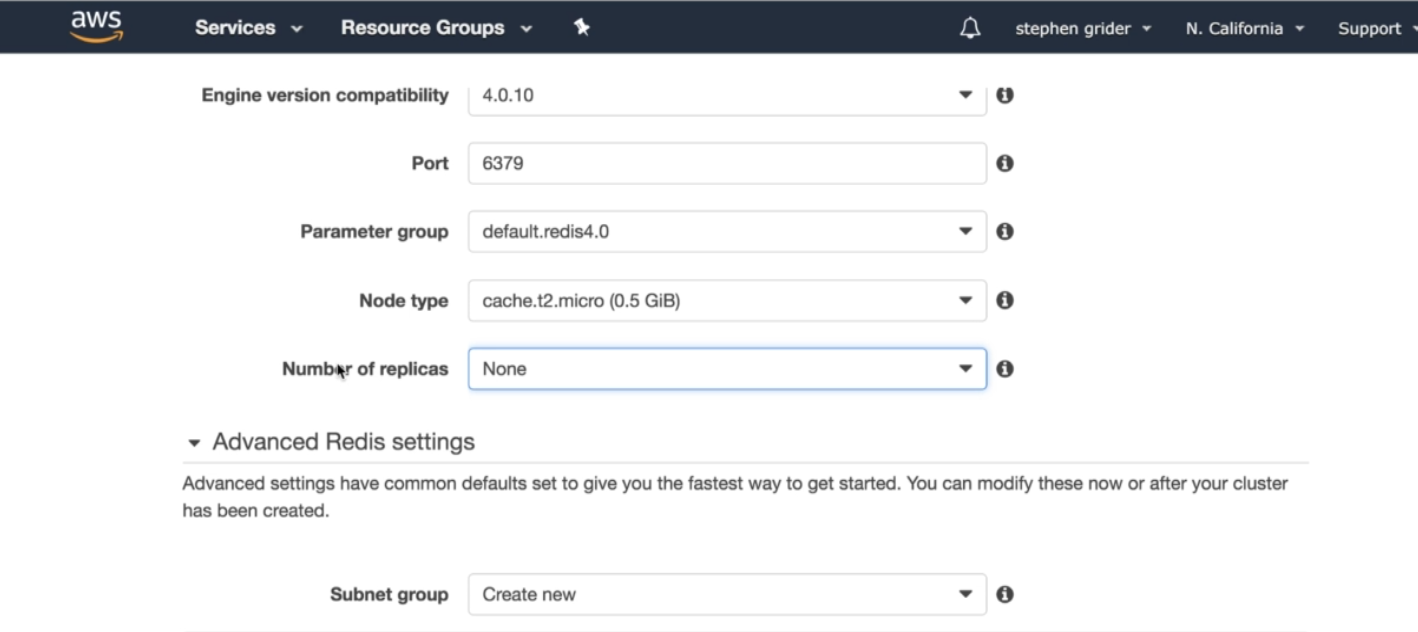 aws Services Resource Groups stephen grider N. California Support
Engine version compatibility 4.0.10
Port 6379
Parameter group default.redis4.0
Node type cache.t2.micro (0.5 GiB)
Number of replicas None
Advanced Redis settings
Advanced settings have common defaults set to give you the fastest way to get started. You can modify these now or after your cluster
has been created.
Subnet group Create new